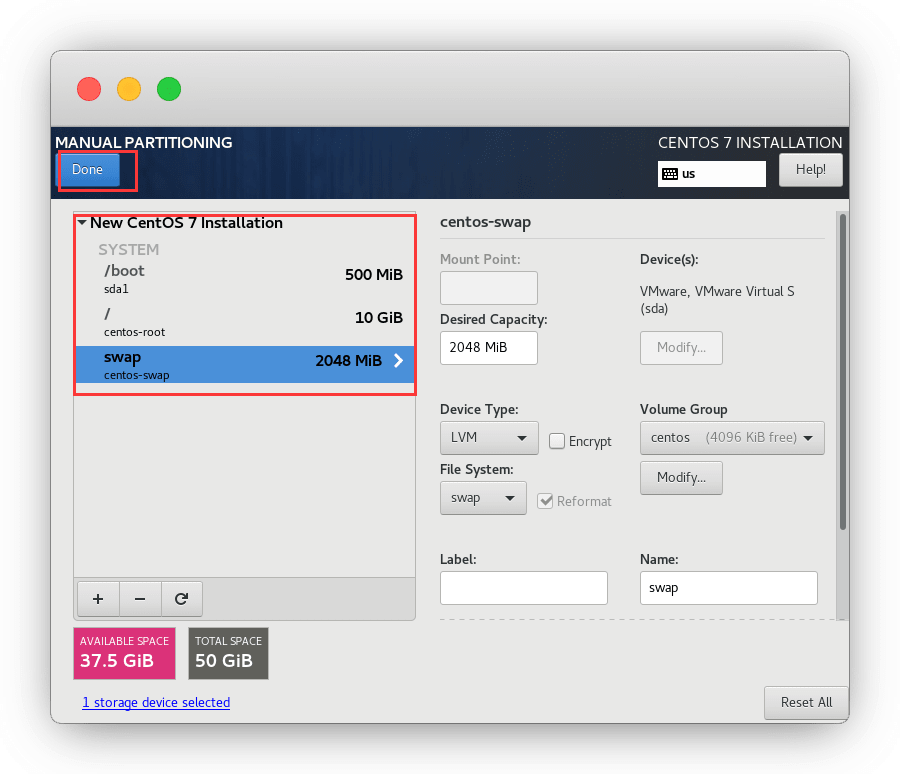 MANUAL PARTITIONING
CENTOS 7 INSTALLATION
Done
us
Help!
New CentOS 7 Installation
SYSTEM
/boot
500 MiB
sda1
/
10 GiB
centos-root
swap
2048 MiB
centos-swap
+ −
AVAILABLE SPACE
37.5 GiB
TOTAL SPACE
50 GiB
1 storage device selected
centos-swap
Mount Point:
Device(s):
VMware, VMware Virtual S
(sda)
Desired Capacity:
2048 MiB
Modify...
Device Type:
LVM
Encrypt
Volume Group
centos (4096 KiB free)
File System:
swap
Reformat
Modify...
Label:
Name:
swap
Reset All